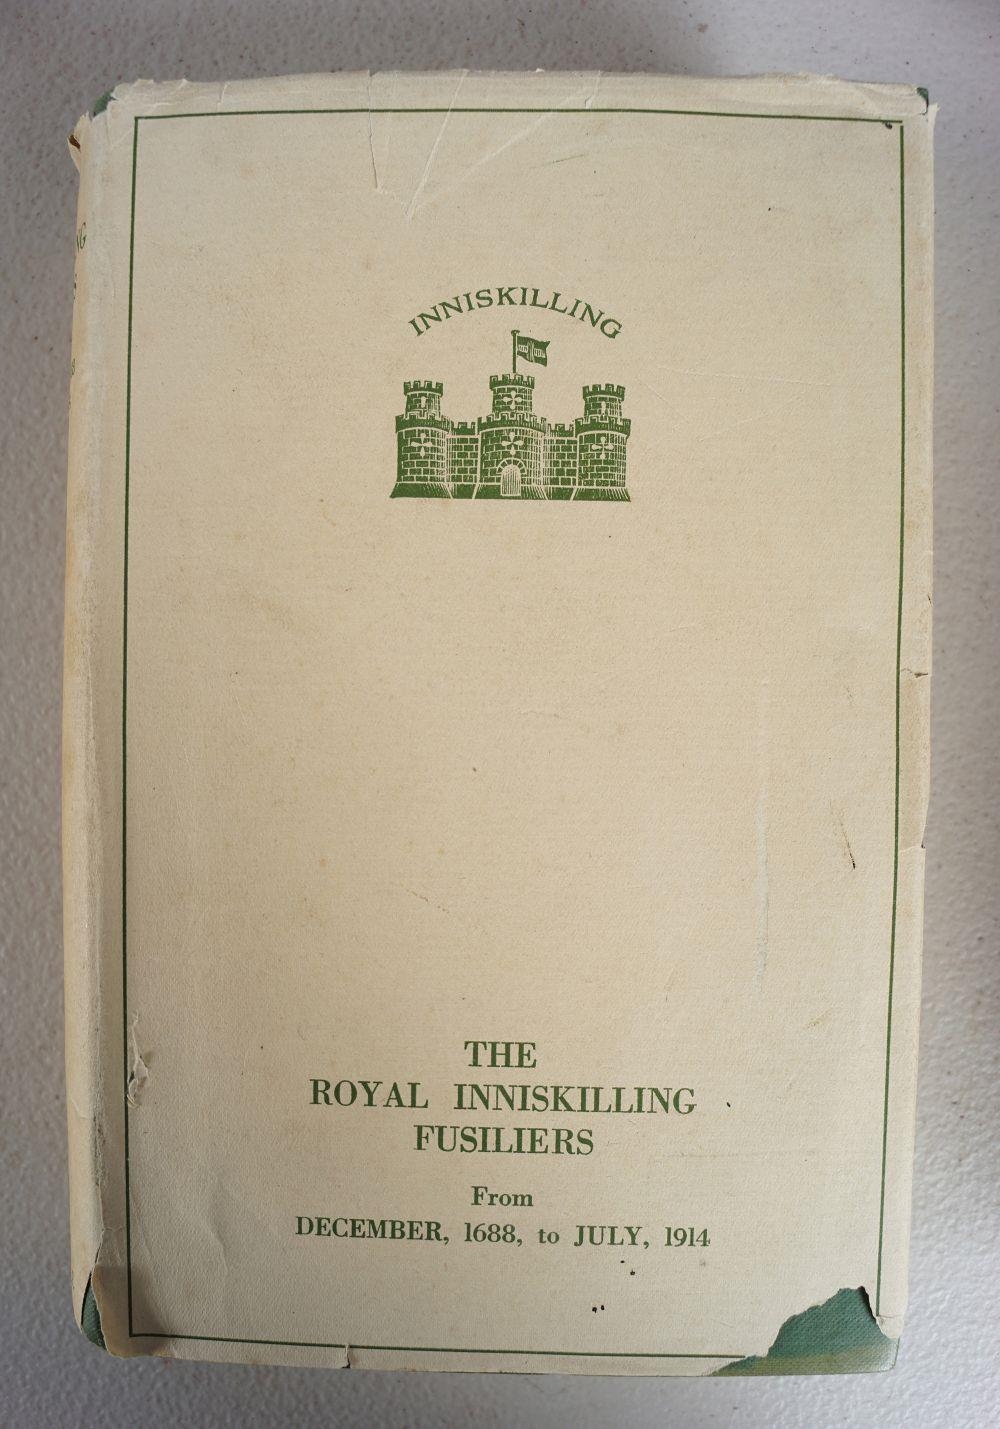 INNISKILLING
THE
ROYAL INNISKILLING
FUSILIERS
From
DECEMBER, 1688, to JULY, 1914